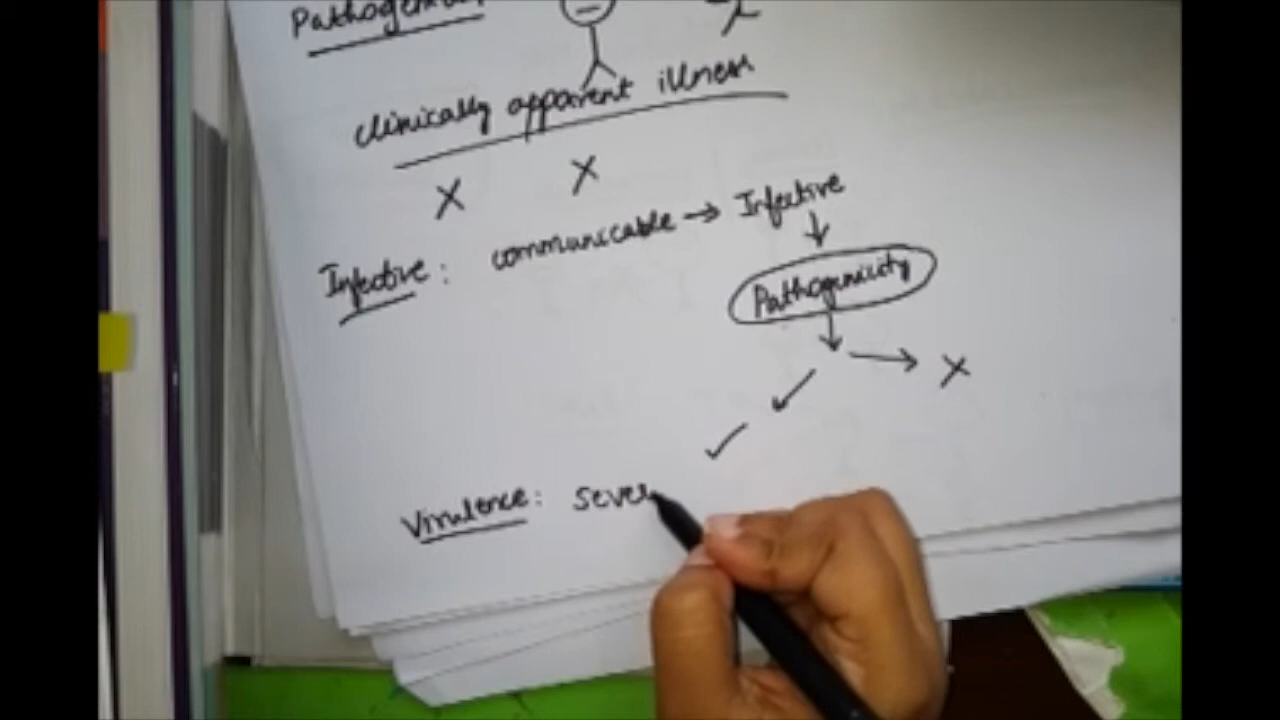 clinically apparent illness
X X
Infective: communicable → Infective
↓
Pathogenicity
↓ → X
✓
✓
Virulence: Sever